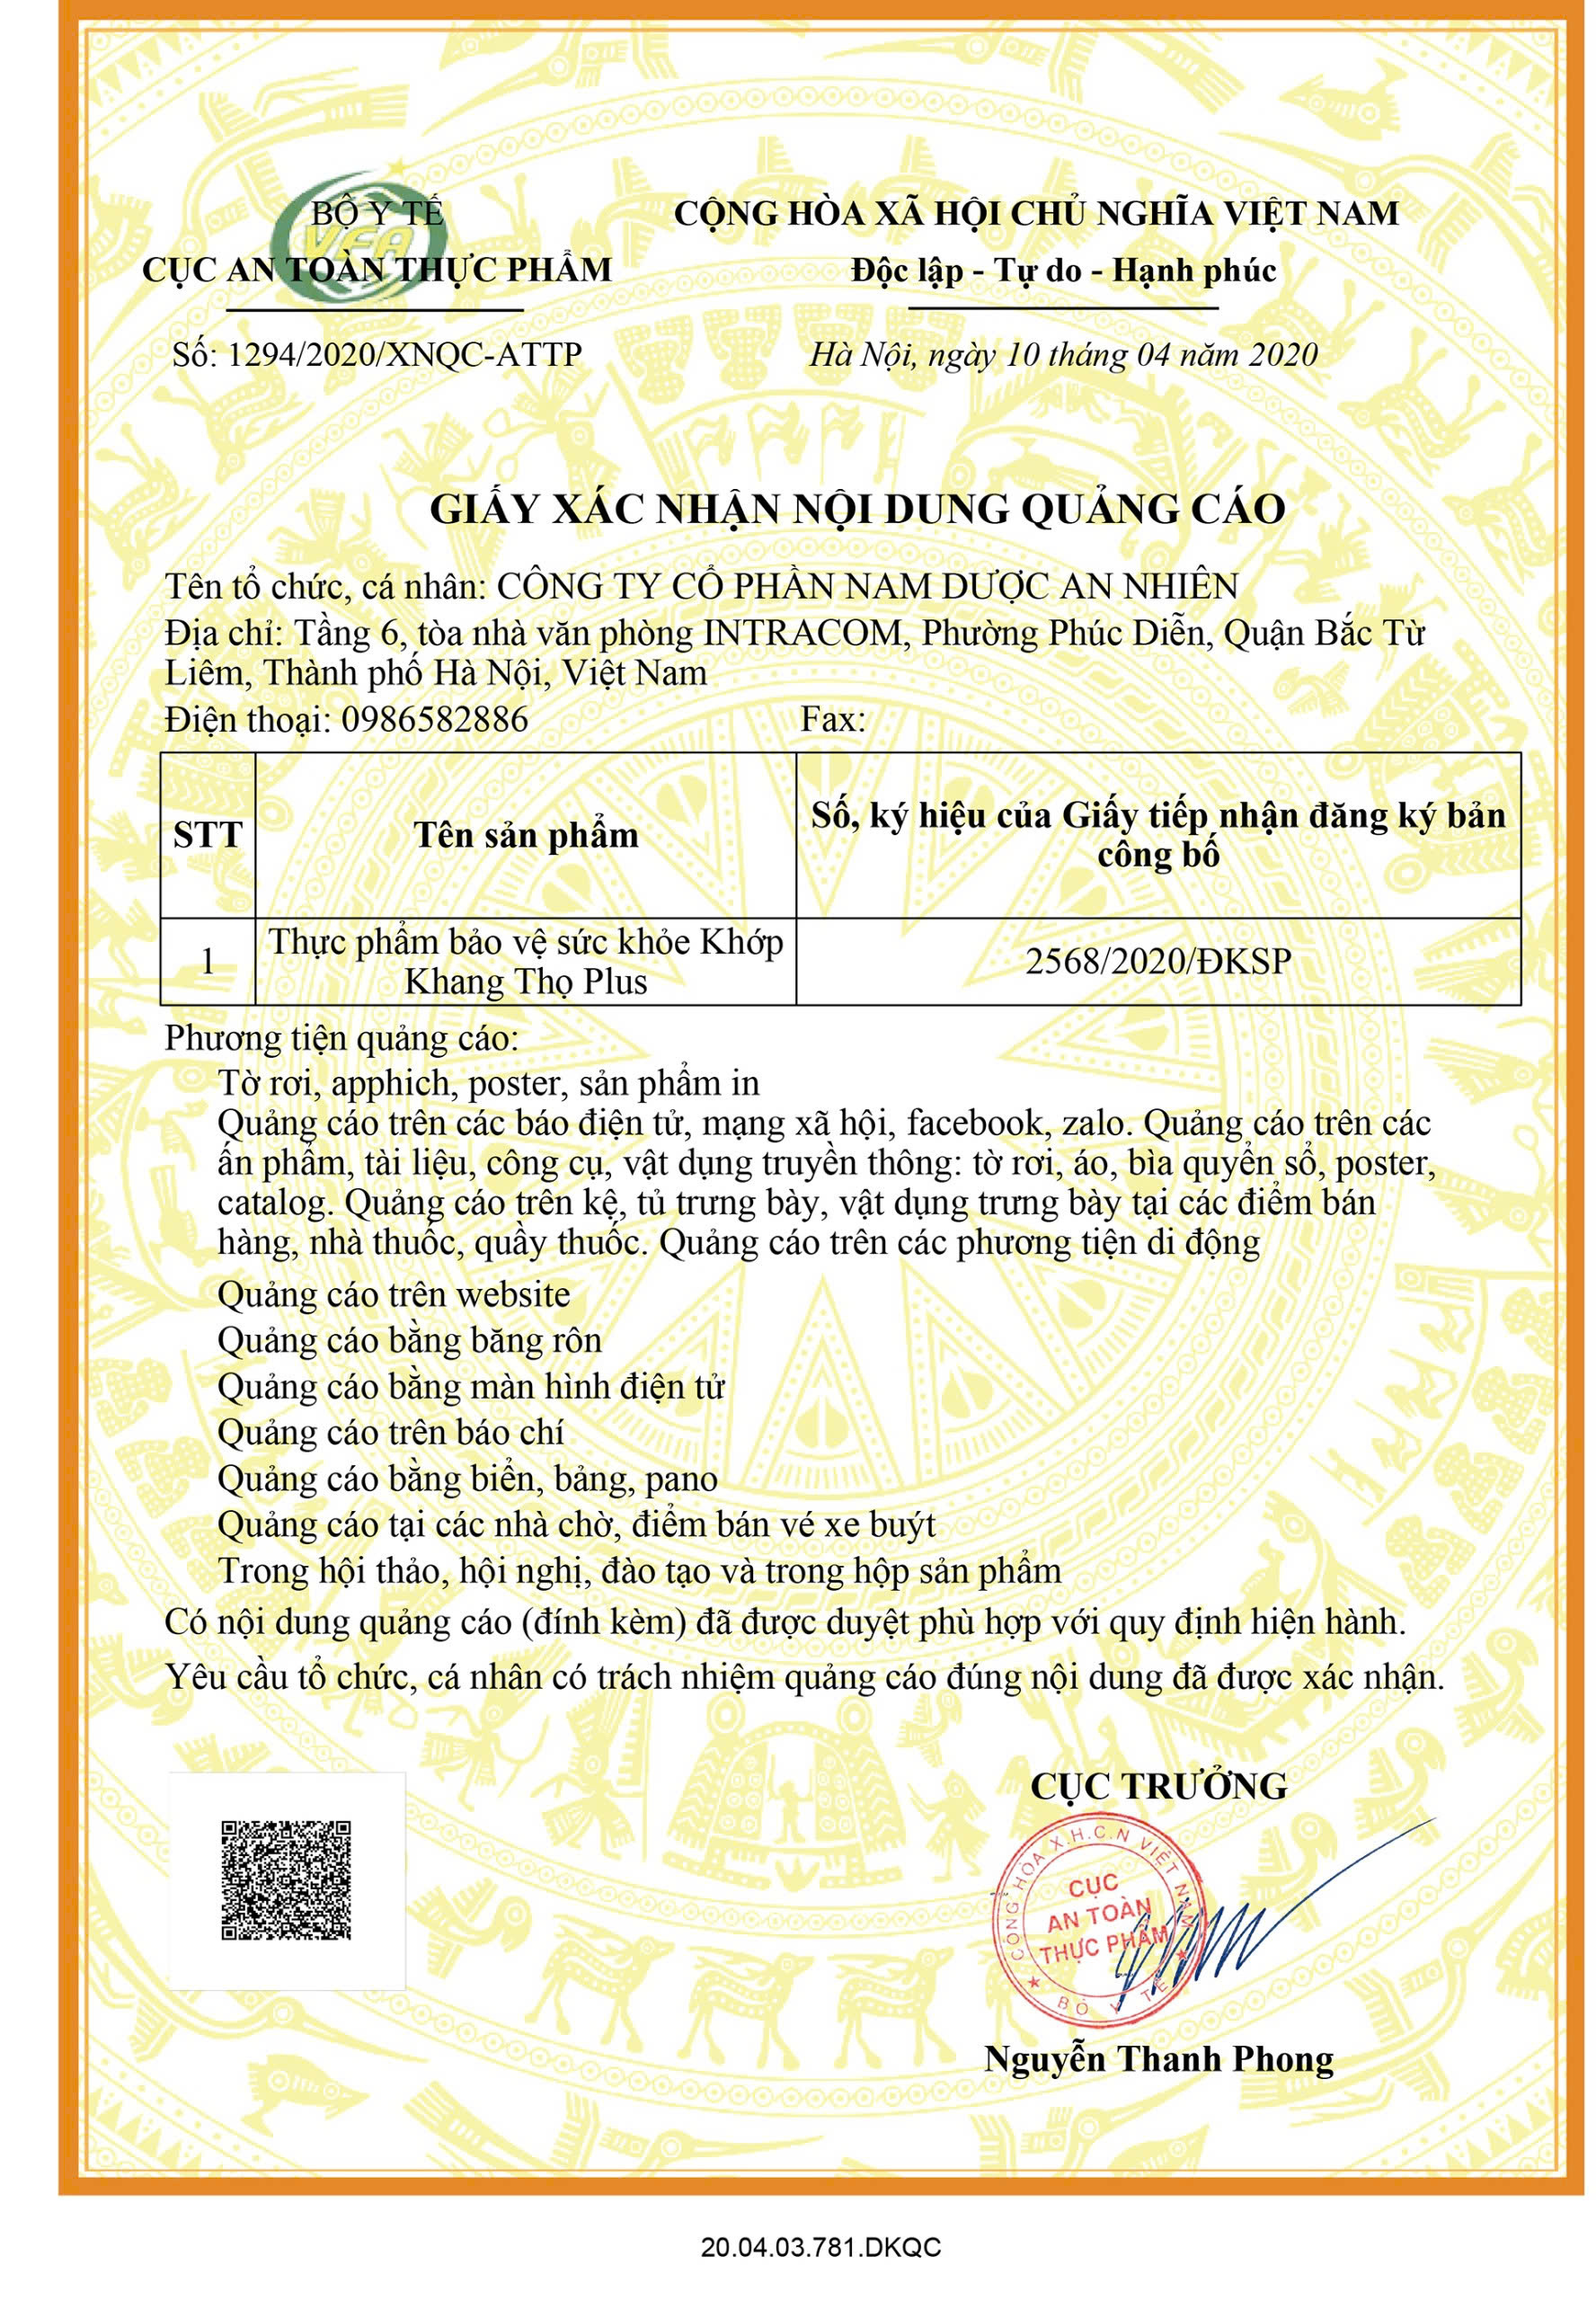 BỘ Y TẾ
VFA
CỤC AN TOÀN THỰC PHẨM
Số: 1294/2020/XNQC-ATTP
CỘNG HÒA XÃ HỘI CHỦ NGHĨA VIỆT NAM
Độc lập - Tự do - Hạnh phúc
Hà Nội, ngày 10 tháng 04 năm 2020
GIẤY XÁC NHẬN NỘI DUNG QUẢNG CÁO
Tên tổ chức, cá nhân: CÔNG TY CỔ PHẦN NAM DƯỢC AN NHIÊN
Địa chỉ: Tầng 6, tòa nhà văn phòng INTRACOM, Phường Phúc Diễn, Quận Bắc Từ
Liêm, Thành phố Hà Nội, Việt Nam
Điện thoại: 0986582886 Fax:
STT
Tên sản phẩm
Số, ký hiệu của Giấy tiếp nhận đăng ký bản
công bố
1
Thực phẩm bảo vệ sức khỏe Khớp
Khang Thọ Plus
2568/2020/ĐKSP
Phương tiện quảng cáo:
Tờ rơi, apphich, poster, sản phẩm in
Quảng cáo trên các báo điện tử, mạng xã hội, facebook, zalo. Quảng cáo trên các
ấn phẩm, tài liệu, công cụ, vật dụng truyền thông: tờ rơi, áo, bìa quyển sổ, poster,
catalog. Quảng cáo trên kệ, tủ trưng bày, vật dụng trưng bày tại các điểm bán
hàng, nhà thuốc, quầy thuốc. Quảng cáo trên các phương tiện di động
Quảng cáo trên website
Quảng cáo bằng băng rôn
Quảng cáo bằng màn hình điện tử
Quảng cáo trên báo chí
Quảng cáo bằng biển, bảng, pano
Quảng cáo tại các nhà chờ, điểm bán vé xe buýt
Trong hội thảo, hội nghị, đào tạo và trong hộp sản phẩm
Có nội dung quảng cáo (đính kèm) đã được duyệt phù hợp với quy định hiện hành.
Yêu cầu tổ chức, cá nhân có trách nhiệm quảng cáo đúng nội dung đã được xác nhận.
CỤC TRƯỞNG
CỘNG HÒA X.H.C.N VIỆT NAM
CỤC
AN TOÀN
THỰC PHẨM
BỘ Y TẾ
Nguyễn Thanh Phong
20.04.03.781.DKQC